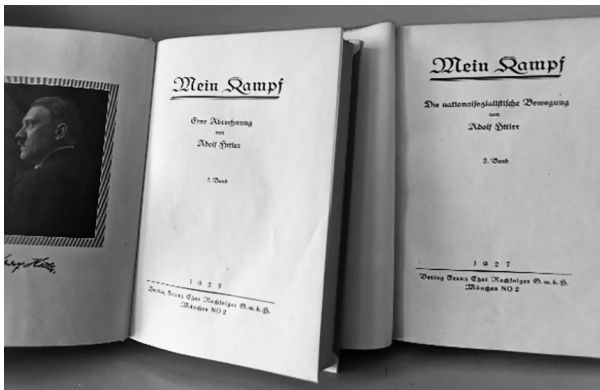 Mein Kampf
Eine Abrechnung
von
Adolf Hitler
1. Band
1925
Verlag Franz Eher Nachfolger G.m.b.H.
München NO 2
Mein Kampf
Die nationalsozialistische Bewegung
von
Adolf Hitler
2. Band
1927
Verlag Franz Eher Nachfolger G.m.b.H.
München NO 2